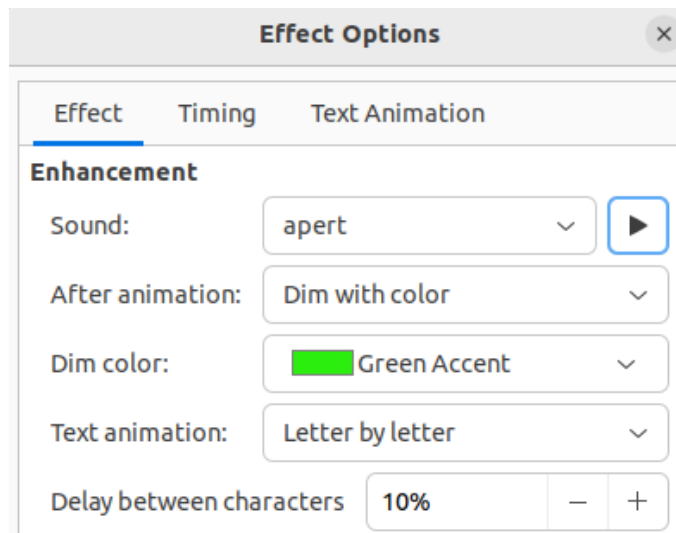 Effect Options
Effect Timing Text Animation
Enhancement
Sound: apert
After animation: Dim with color
Dim color: Green Accent
Text animation: Letter by letter
Delay between characters 10%